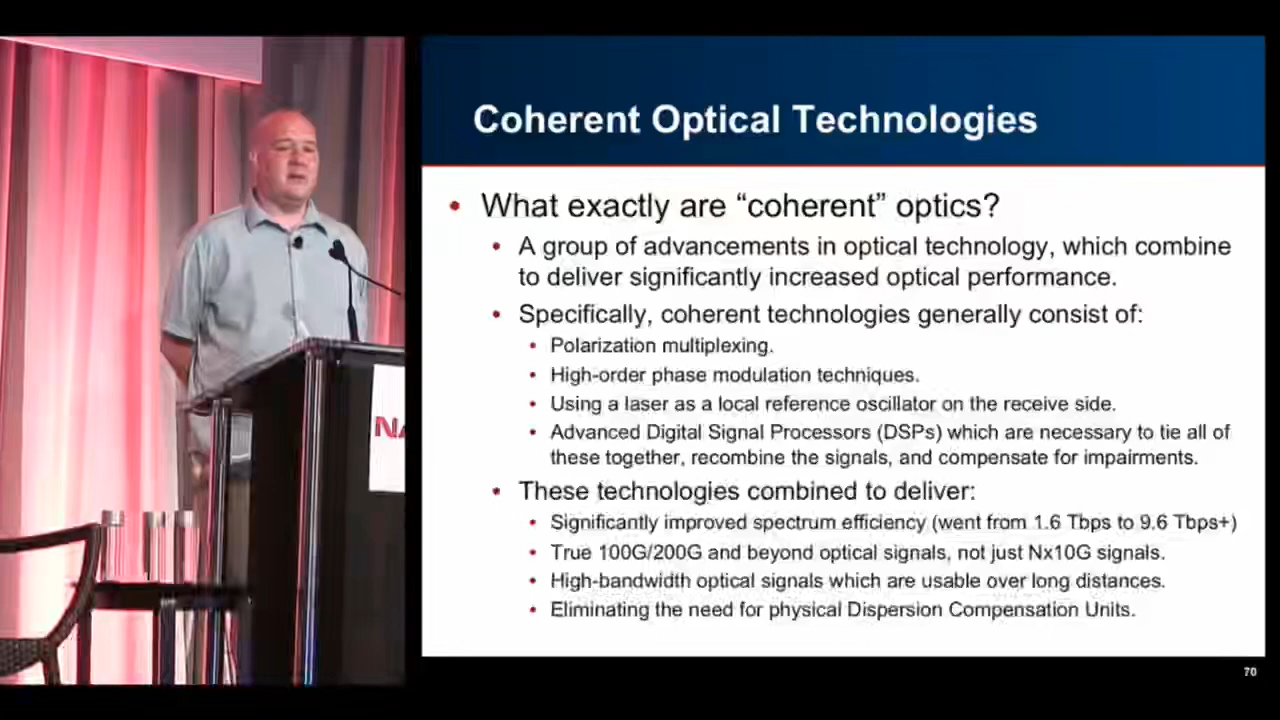 Coherent Optical Technologies
• What exactly are “coherent” optics?
• A group of advancements in optical technology, which combine
to deliver significantly increased optical performance.
• Specifically, coherent technologies generally consist of:
• Polarization multiplexing.
• High-order phase modulation techniques.
• Using a laser as a local reference oscillator on the receive side.
• Advanced Digital Signal Processors (DSPs) which are necessary to tie all of
these together, recombine the signals, and compensate for impairments.
• These technologies combined to deliver:
• Significantly improved spectrum efficiency (went from 1.6 Tbps to 9.6 Tbps+)
• True 100G/200G and beyond optical signals, not just Nx10G signals.
• High-bandwidth optical signals which are usable over long distances.
• Eliminating the need for physical Dispersion Compensation Units.
70